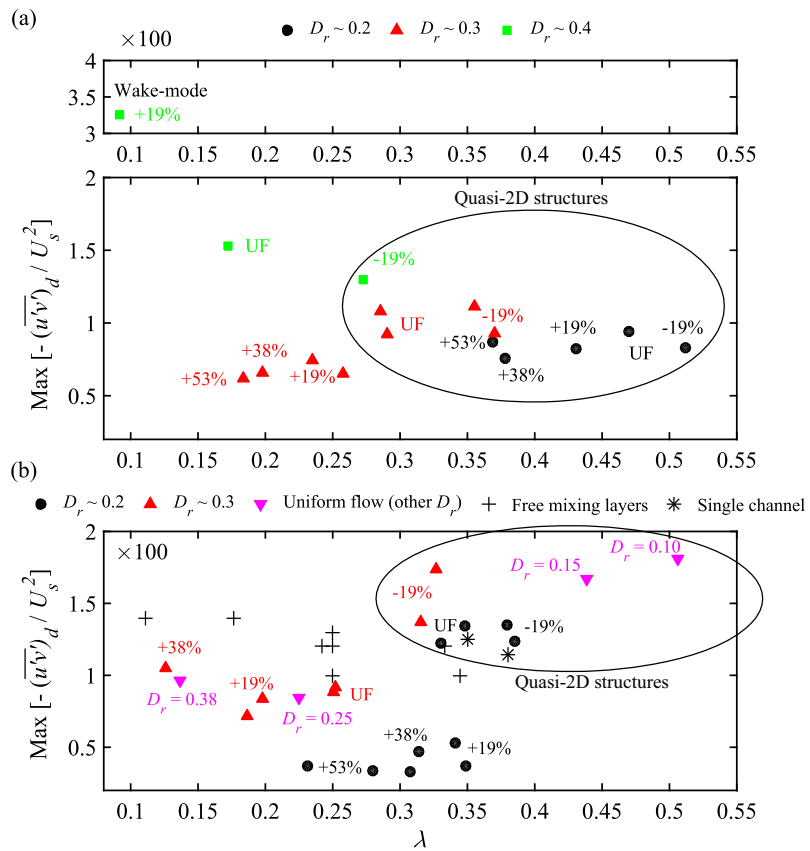 (a)
D_r ~ 0.2 D_r ~ 0.3 D_r ~ 0.4
×100
4
3.5
3
Wake-mode
+19%
0.1 0.15 0.2 0.25 0.3 0.35 0.4 0.45 0.5 0.55
Max [- (u'v')_d / U_s^2]
2
1.5
1
0.5
Quasi-2D structures
UF
-19%
UF
-19%
+53%
+38%
+19%
+53%
+38%
+19%
UF
-19%
0.1 0.15 0.2 0.25 0.3 0.35 0.4 0.45 0.5 0.55
(b)
D_r ~ 0.2 D_r ~ 0.3 Uniform flow (other D_r) Free mixing layers Single channel
Max [- (u'v')_d / U_s^2]
2
1.5
1
0.5
×100
D_r = 0.10
D_r = 0.15
-19%
UF
-19%
Quasi-2D structures
+38%
D_r = 0.38
+19%
D_r = 0.25
UF
+38%
+19%
+53%
0.1 0.15 0.2 0.25 0.3 0.35 0.4 0.45 0.5 0.55
λ